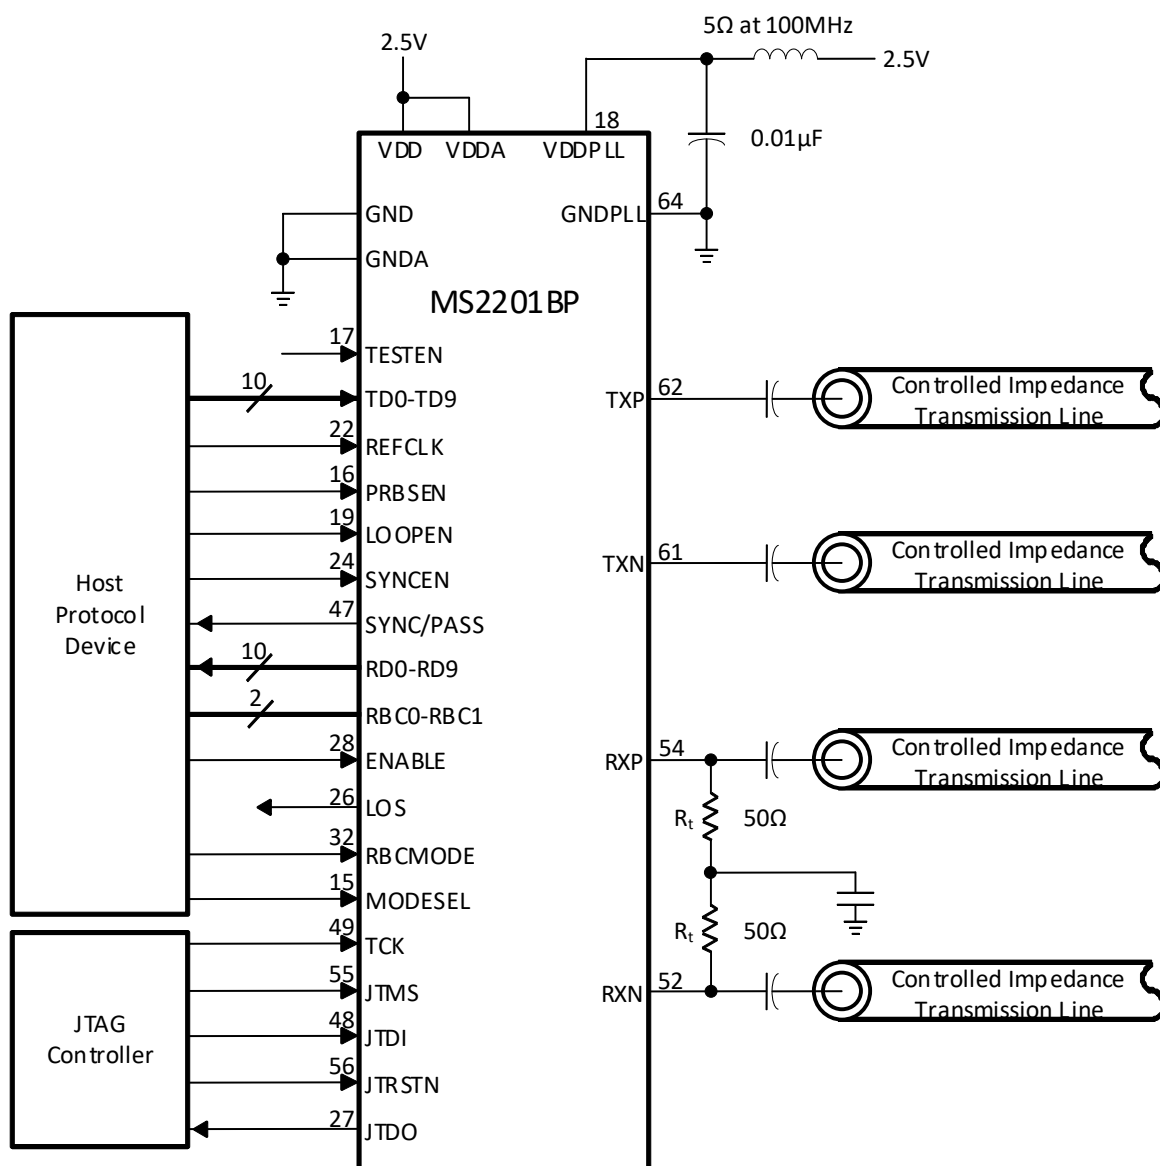 5Ω at 100MHz
2.5V
2.5V
18
0.01µF
VDD
VDDA
VDDPLL
GND
GNDPLL
64
GNDA
MS2201BP
17
TESTEN
10
TD0-TD9
22
REFCLK
16
PRBSEN
19
LOOPEN
24
SYNCEN
47
SYNC/PASS
10
RD0-RD9
2
RBC0-RBC1
28
ENABLE
26
LOS
32
RBCMODE
15
MODESEL
49
TCK
55
JTMS
48
JTDI
56
JTRSTN
27
JTDO
Host
Protocol
Device
JTAG
Controller
TXP
62
Controlled Impedance
Transmission Line
TXN
61
Controlled Impedance
Transmission Line
RXP
54
Controlled Impedance
Transmission Line
Rt
50Ω
Rt
50Ω
RXN
52
Controlled Impedance
Transmission Line